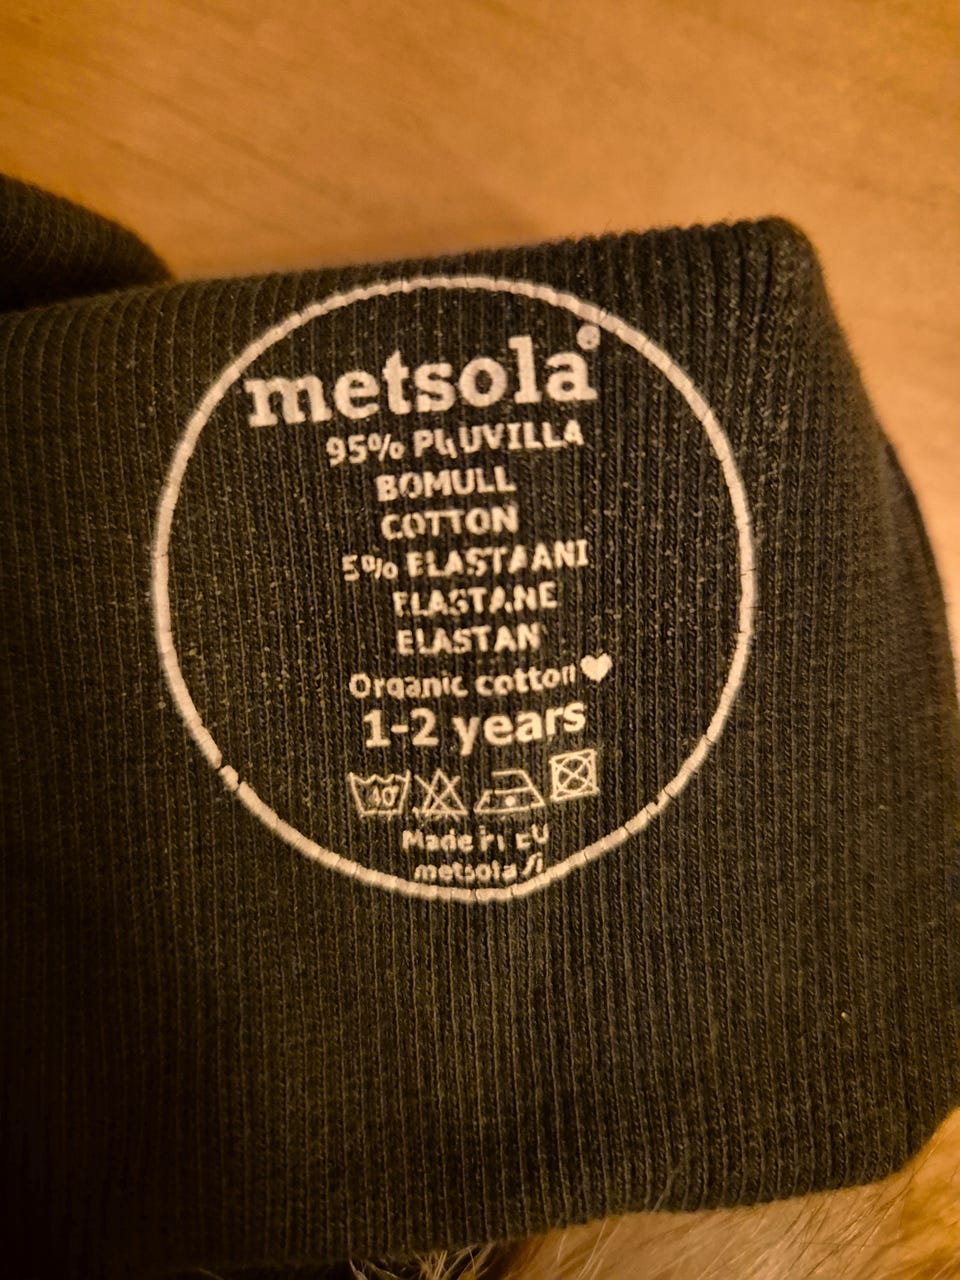 metsola®
95% PUUVILLA
BOMULL
COTTON
5% ELASTAANI
ELASTANE
ELASTAN
Organic cotton♥
1-2 years
40
Made in EU
metsola.fi